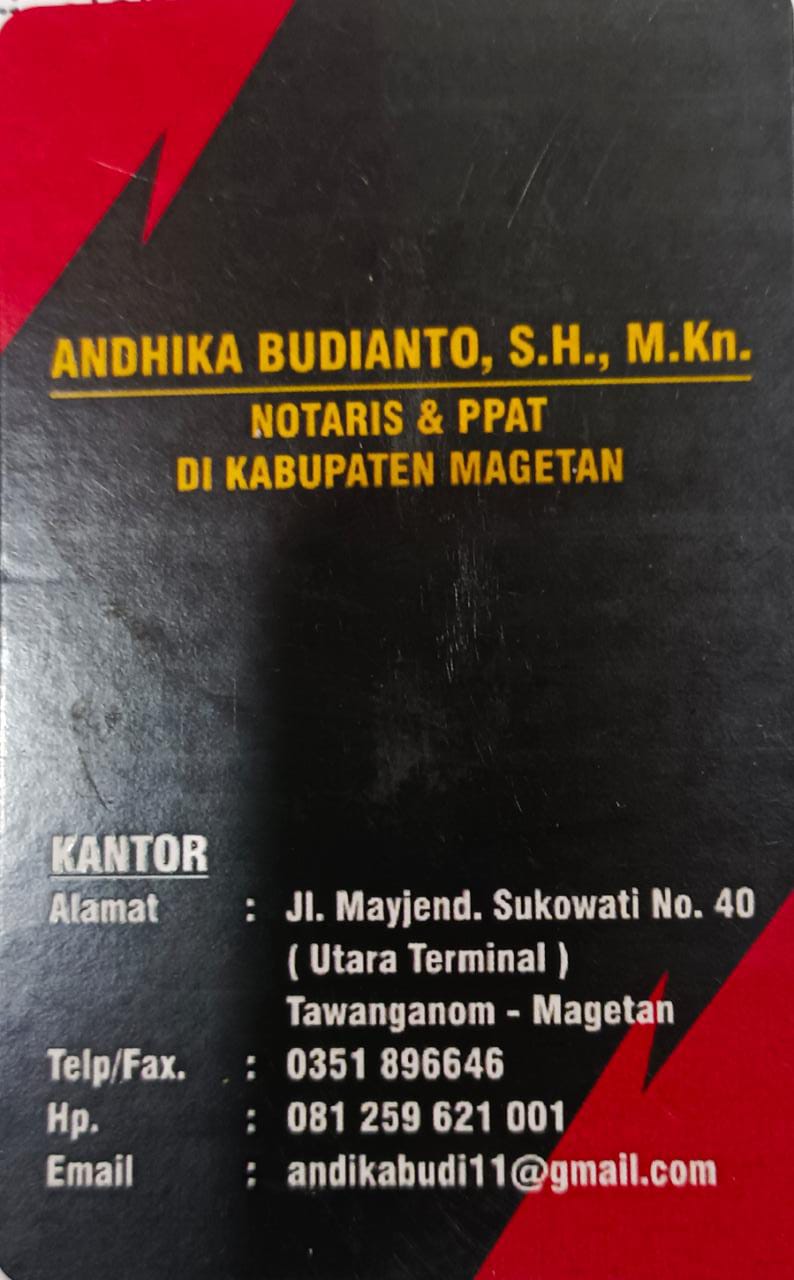 ANDHIKA BUDIANTO, S.H., M.Kn.
NOTARIS & PPAT
DI KABUPATEN MAGETAN
KANTOR
Alamat : Jl. Mayjend. Sukowati No. 40
( Utara Terminal )
Tawanganom - Magetan
Telp/Fax. : 0351 896646
Hp. : 081 259 621 001
Email : andikabudi11@gmail.com